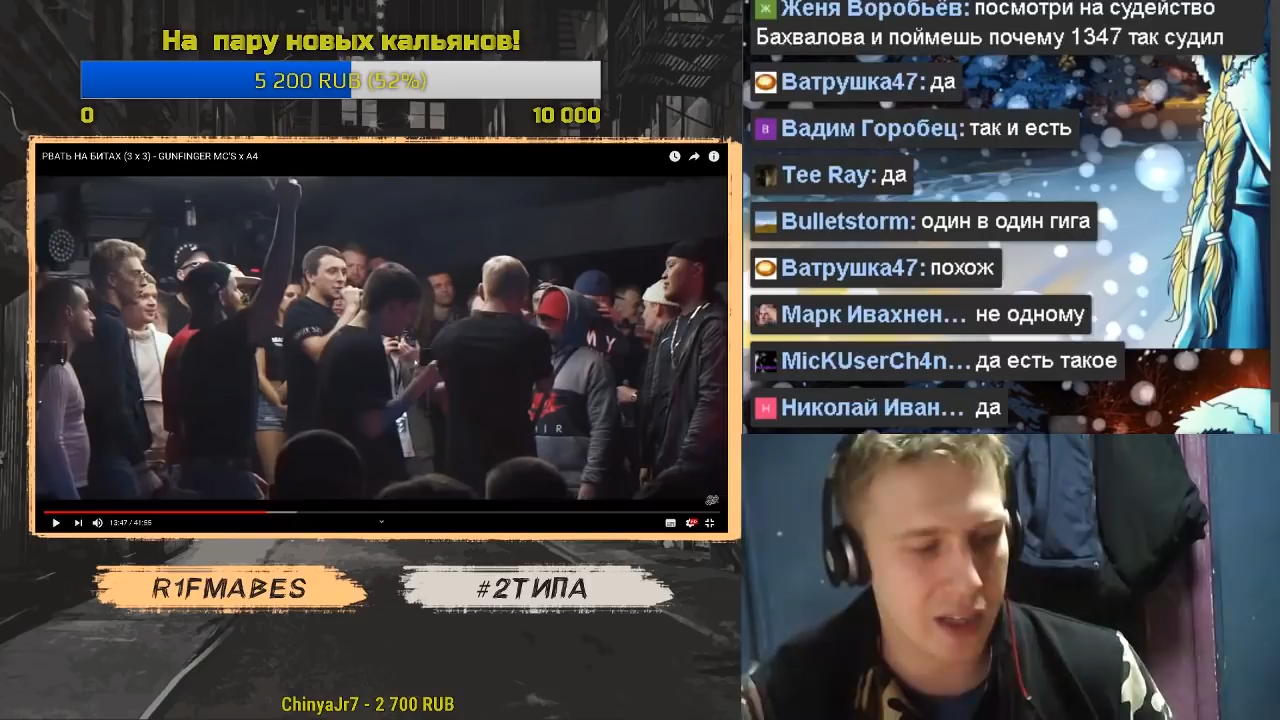 На пару новых кальянов!
5 200 RUB (52%)
0
10 000
РВАТЬ НА БИТАХ (3 x 3) - GUNFINGER MC'S x A4
13:47 / 41:55
R1FMABES
#2ТИПА
ChinyaJr7 - 2 700 RUB
Ж Женя Воробьёв: посмотри на судейство
Бахвалова и поймешь почему 1347 так судил
Ватрушка47: да
В Вадим Горобец: так и есть
Tee Ray: да
Bulletstorm: один в один гига
Ватрушка47: похож
Марк Ивахнен... не одному
MicKUserCh4n... да есть такое
Н Николай Иван... да